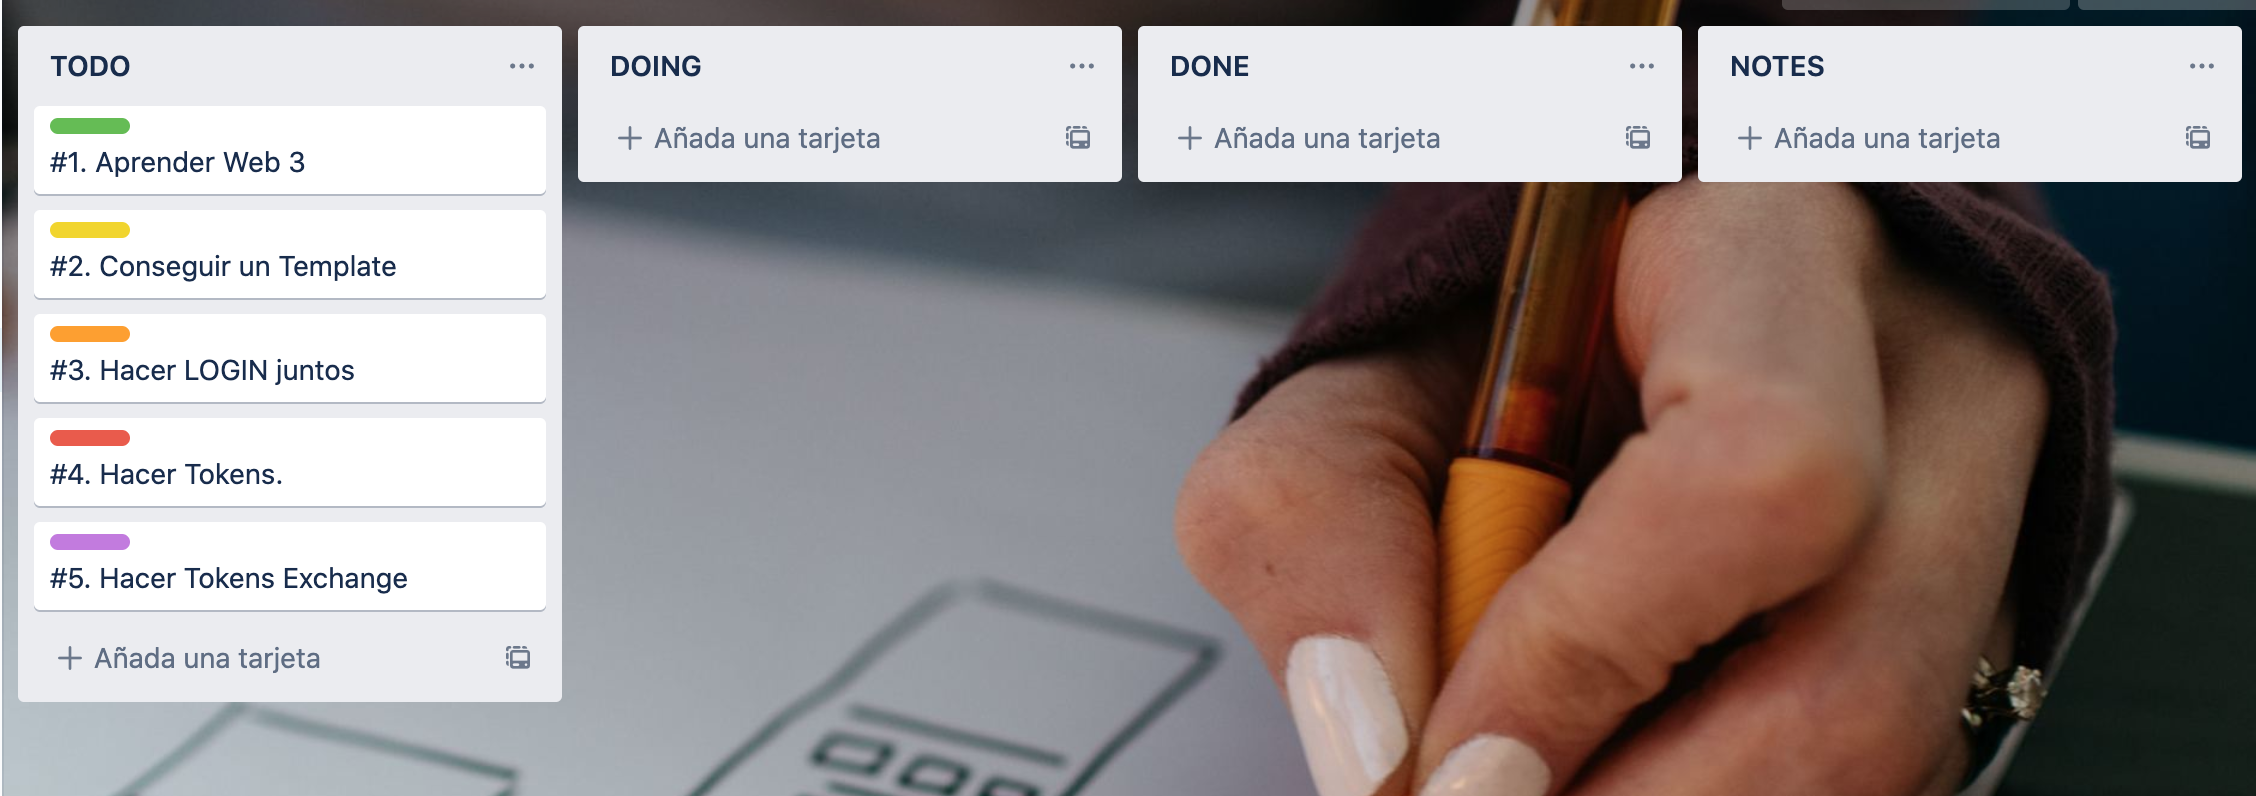 TODO
#1. Aprender Web 3
#2. Conseguir un Template
#3. Hacer LOGIN juntos
#4. Hacer Tokens.
#5. Hacer Tokens Exchange
Añada una tarjeta
DOING
Añada una tarjeta
DONE
Añada una tarjeta
NOTES
Añada una tarjeta